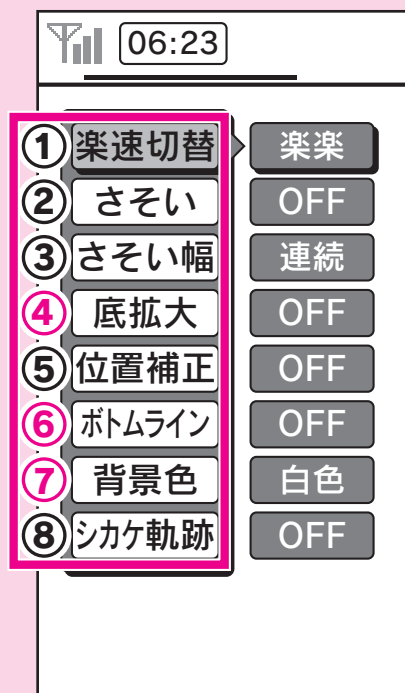 06:23
①楽速切替 楽楽
②さそい OFF
③さそい幅 連続
④底拡大 OFF
⑤位置補正 OFF
⑥ボトムライン OFF
⑦背景色 白色
⑧シカケ軌跡 OFF